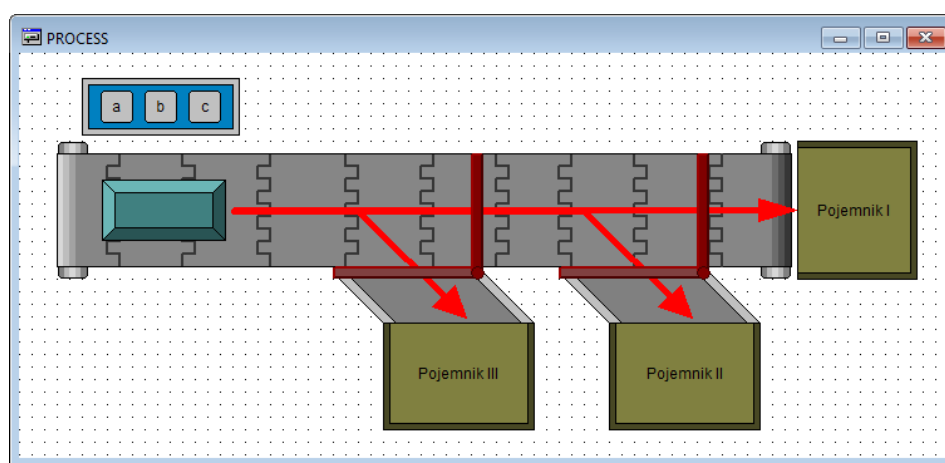 PROCESS
a b c
Pojemnik I
Pojemnik III
Pojemnik II